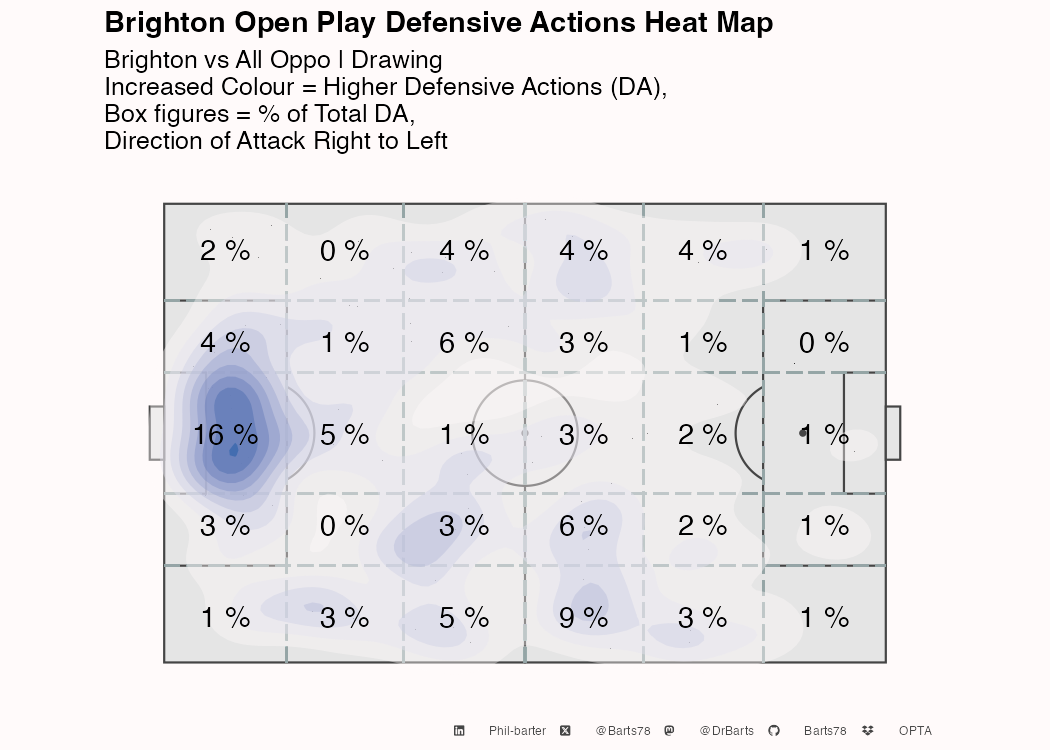 Brighton Open Play Defensive Actions Heat Map
Brighton vs All Oppo | Drawing
Increased Colour = Higher Defensive Actions (DA),
Box figures = % of Total DA,
Direction of Attack Right to Left
2 % 0 % 4 % 4 % 4 % 1 %
4 % 1 % 6 % 3 % 1 % 0 %
16 % 5 % 1 % 3 % 2 % 1 %
3 % 0 % 3 % 6 % 2 % 1 %
1 % 3 % 5 % 9 % 3 % 1 %
Phil-barter @Barts78 @DrBarts Barts78 OPTA